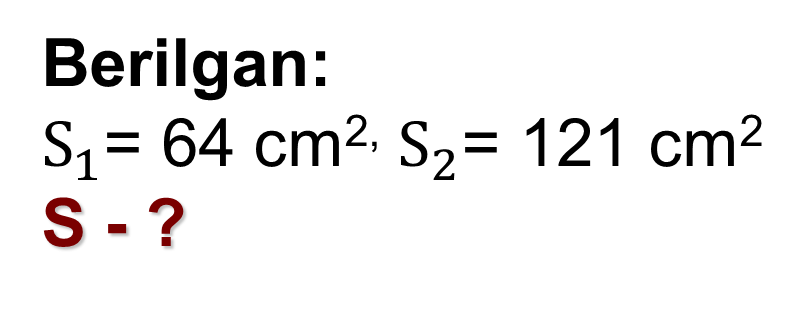 Berilgan:
S₁= 64 cm², S₂= 121 cm²
S - ?